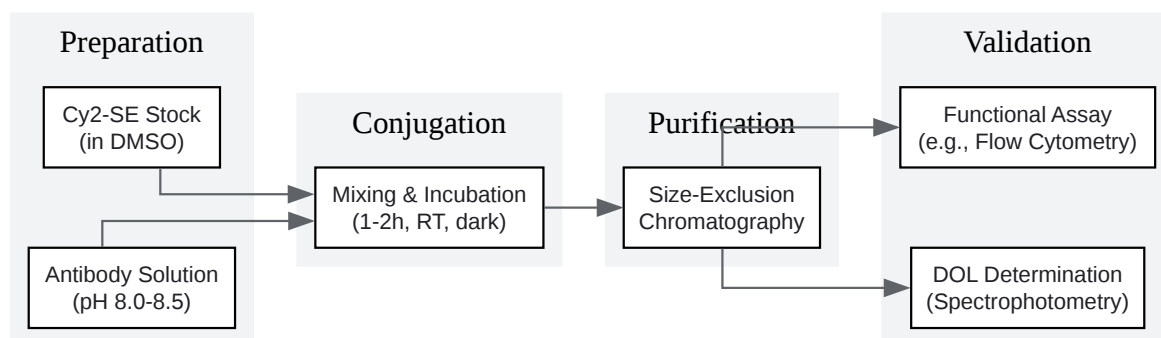 Preparation
Cy2-SE Stock
(in DMSO)
Antibody Solution
(pH 8.0-8.5)
Conjugation
Mixing & Incubation
(1-2h, RT, dark)
Purification
Size-Exclusion
Chromatography
Validation
Functional Assay
(e.g., Flow Cytometry)
DOL Determination
(Spectrophotometry)